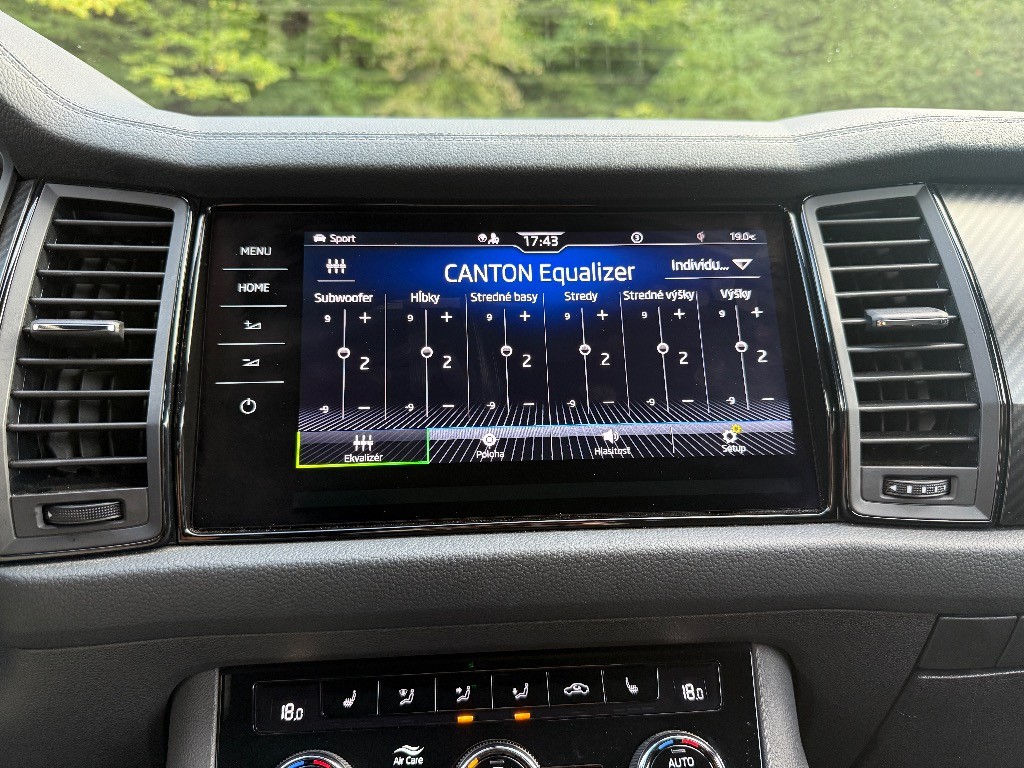 MENU
HOME
Sport 17:43 3 19.0°C
CANTON Equalizer Individu...
Subwoofer Hĺbky Stredné basy Stredy Stredné výšky Výšky
9 + 9 + 9 + 9 + 9 + 9 +
2 2 2 2 2 2
-9 – -9 – -9 – -9 – -9 – -9 –
Ekvalizér Poloha Hlasitosť Setup
18.0 18.0
Air Care AUTO